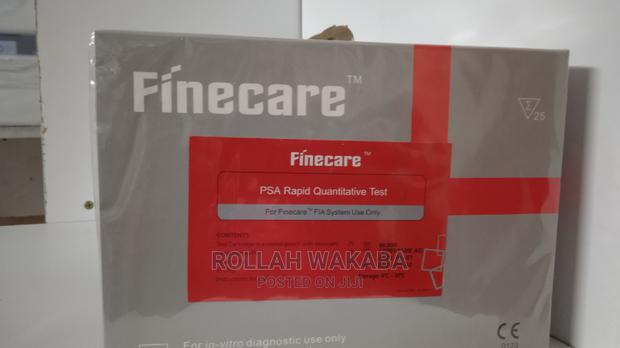 Finecare™
Σ 25
Finecare™
PSA Rapid Quantitative Test
For Finecare™ FIA System Use Only
CONTENTS:
ROLLAH WAKABA
POSTED ON JIJI
For in-vitro diagnostic use only
CE
0123